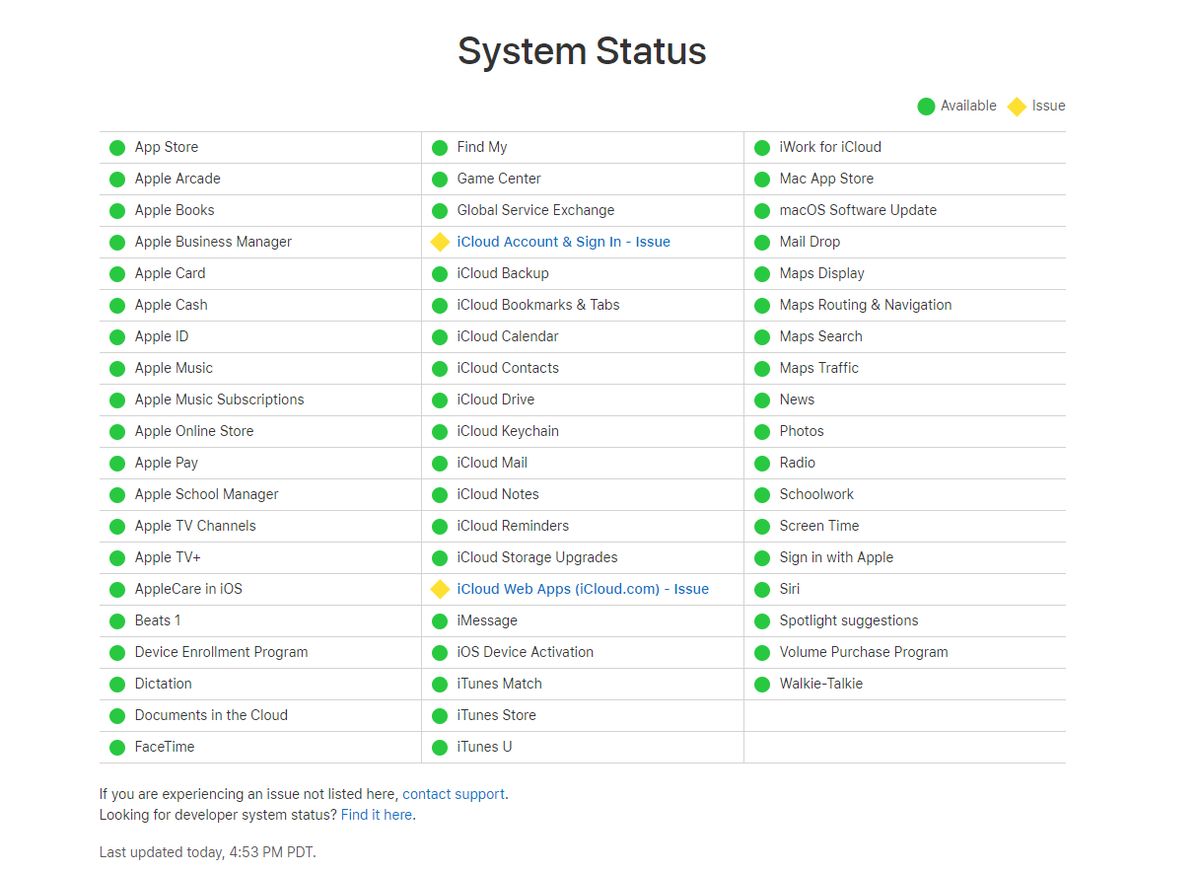 System Status
Available Issue
App Store
Apple Arcade
Apple Books
Apple Business Manager
Apple Card
Apple Cash
Apple ID
Apple Music
Apple Music Subscriptions
Apple Online Store
Apple Pay
Apple School Manager
Apple TV Channels
Apple TV+
AppleCare in iOS
Beats 1
Device Enrollment Program
Dictation
Documents in the Cloud
FaceTime
Find My
Game Center
Global Service Exchange
iCloud Account & Sign In - Issue
iCloud Backup
iCloud Bookmarks & Tabs
iCloud Calendar
iCloud Contacts
iCloud Drive
iCloud Keychain
iCloud Mail
iCloud Notes
iCloud Reminders
iCloud Storage Upgrades
iCloud Web Apps (iCloud.com) - Issue
iMessage
iOS Device Activation
iTunes Match
iTunes Store
iTunes U
iWork for iCloud
Mac App Store
macOS Software Update
Mail Drop
Maps Display
Maps Routing & Navigation
Maps Search
Maps Traffic
News
Photos
Radio
Schoolwork
Screen Time
Sign in with Apple
Siri
Spotlight suggestions
Volume Purchase Program
Walkie-Talkie
If you are experiencing an issue not listed here, contact support.
Looking for developer system status? Find it here.
Last updated today, 4:53 PM PDT.